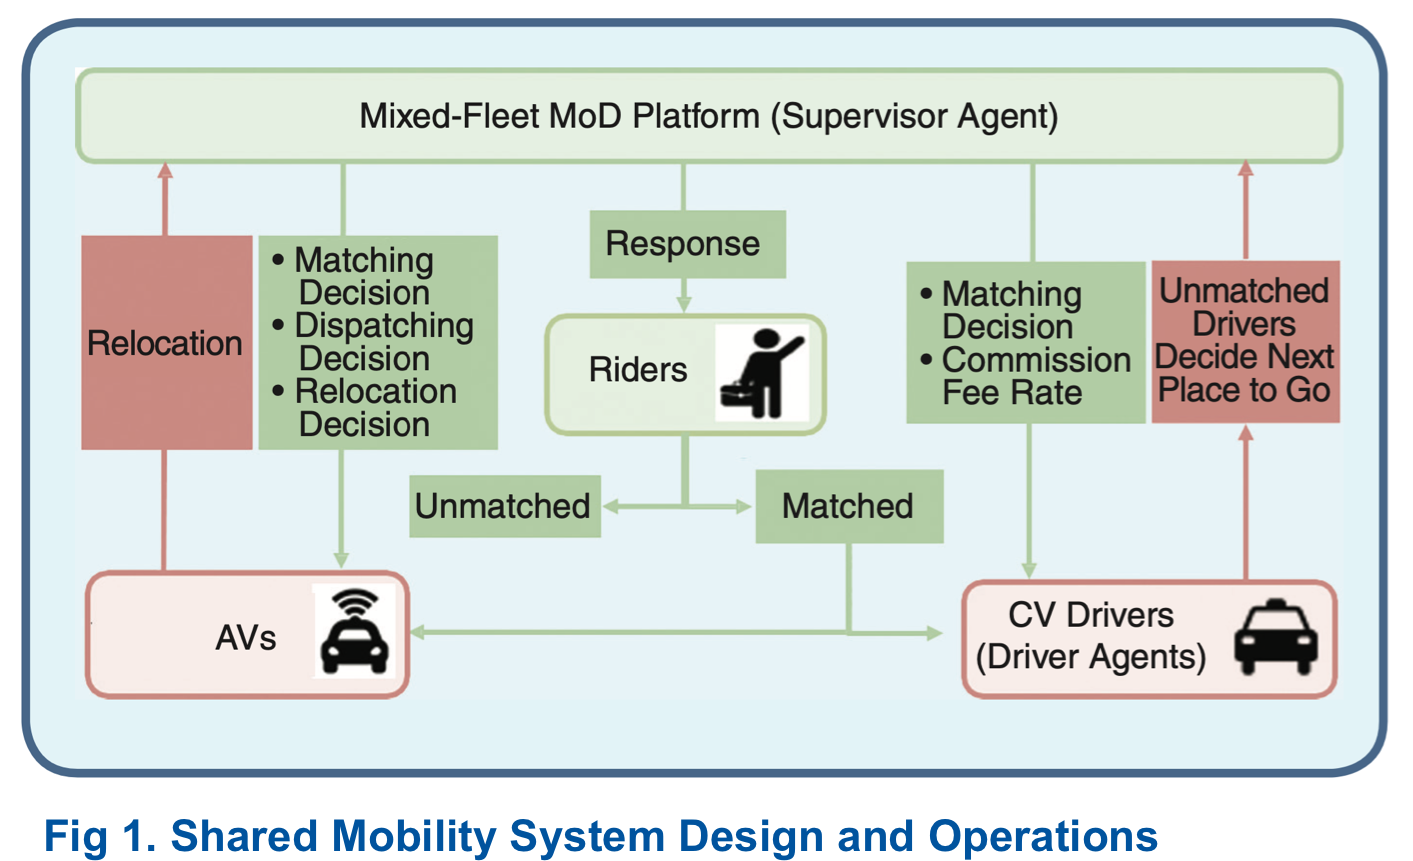 Mixed-Fleet MoD Platform (Supervisor Agent)
Relocation
• Matching
Decision
• Dispatching
Decision
• Relocation
Decision
Response
Riders
Unmatched
Matched
• Matching
Decision
• Commission
Fee Rate
Unmatched
Drivers
Decide Next
Place to Go
AVs
CV Drivers
(Driver Agents)
Fig 1. Shared Mobility System Design and Operations